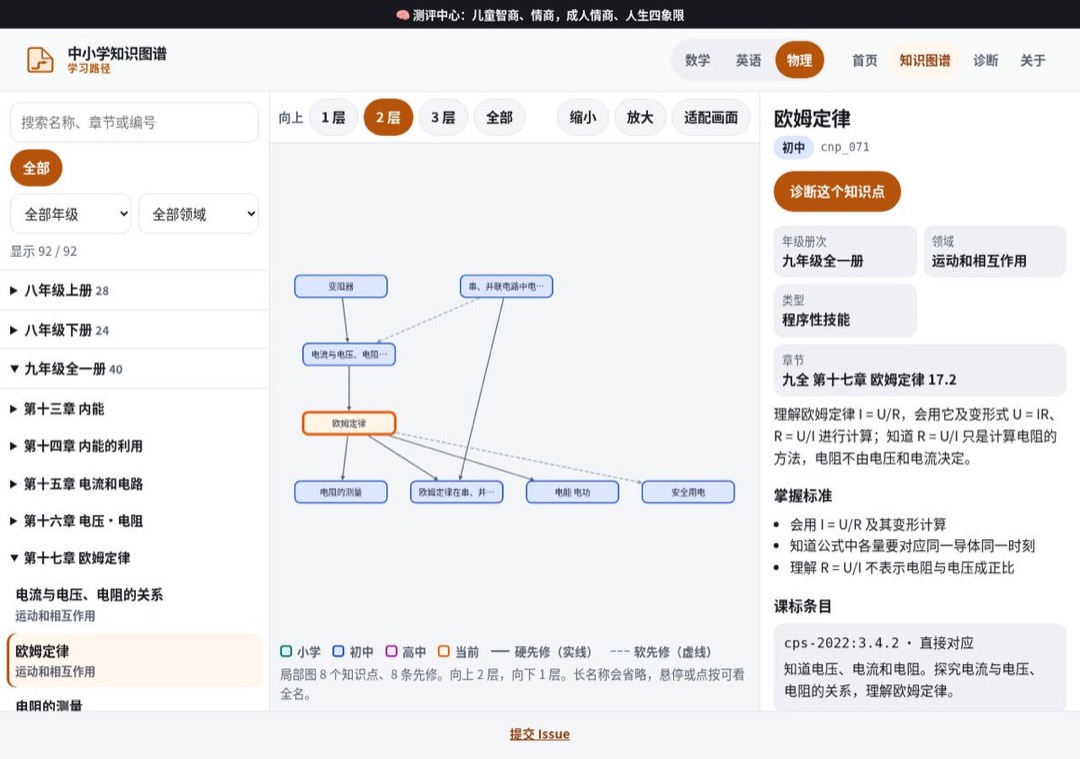 🧠 测评中心：儿童智商、情商，成人情商、人生四象限
中小学知识图谱
学习路径
数学
英语
物理
首页
知识图谱
诊断
关于
搜索名称、章节或编号
全部
全部年级
全部领域
显示 92 / 92
八年级上册 28
八年级下册 24
九年级全一册 40
第十三章 内能
第十四章 内能的利用
第十五章 电流和电路
第十六章 电压・电阻
第十七章 欧姆定律
电流与电压、电阻的关系
运动和相互作用
欧姆定律
运动和相互作用
电阻的测量
向上
1 层
2 层
3 层
全部
缩小
放大
适配画面
变阻器
串、并联电路中电…
电流与电压、电阻…
欧姆定律
电阻的测量
欧姆定律在串、并…
电能 电功
安全用电
小学
初中
高中
当前
硬先修（实线）
软先修（虚线）
局部图 8 个知识点、8 条先修。向上 2 层，向下 1 层。长名称会省略，悬停或点按可看
全名。
欧姆定律
初中
cnp_071
诊断这个知识点
年级册次
九年级全一册
领域
运动和相互作用
类型
程序性技能
章节
九全 第十七章 欧姆定律 17.2
理解欧姆定律 I = U/R，会用它及变形式 U = IR、
R = U/I 进行计算；知道 R = U/I 只是计算电阻的
方法，电阻不由电压和电流决定。
掌握标准
会用 I = U/R 及其变形计算
知道公式中各量要对应同一导体同一时刻
理解 R = U/I 不表示电阻与电压成正比
课标条目
cps-2022:3.4.2 · 直接对应
知道电压、电流和电阻。探究电流与电压、
电阻的关系，理解欧姆定律。
提交 Issue